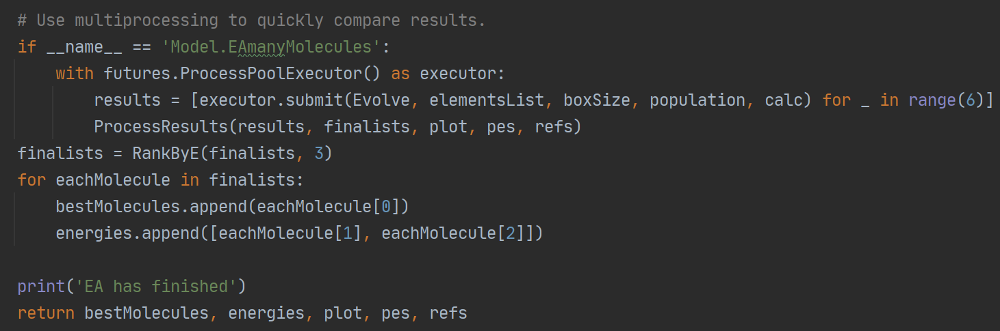 # Use multiprocessing to quickly compare results.
if __name__ == 'Model.EAmanyMolecules':
    with futures.ProcessPoolExecutor() as executor:
        results = [executor.submit(Evolve, elementsList, boxSize, population, calc) for _ in range(6)]
        ProcessResults(results, finalists, plot, pes, refs)
finalists = RankByE(finalists, 3)
for eachMolecule in finalists:
    bestMolecules.append(eachMolecule[0])
    energies.append([eachMolecule[1], eachMolecule[2]])
print('EA has finished')
return bestMolecules, energies, plot, pes, refs